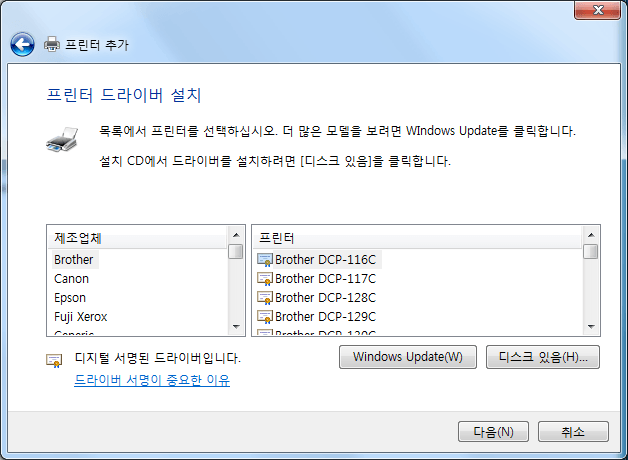 프린터 추가
프린터 드라이버 설치
목록에서 프린터를 선택하십시오. 더 많은 모델을 보려면 WIndows Update를 클릭합니다.
설치 CD에서 드라이버를 설치하려면 [디스크 있음]을 클릭합니다.
제조업체
Brother
Canon
Epson
Fuji Xerox
Generic
프린터
Brother DCP-116C
Brother DCP-117C
Brother DCP-128C
Brother DCP-129C
Brother DCP-130C
디지털 서명된 드라이버입니다.
드라이버 서명이 중요한 이유
Windows Update(W)
디스크 있음(H)...
다음(N)
취소